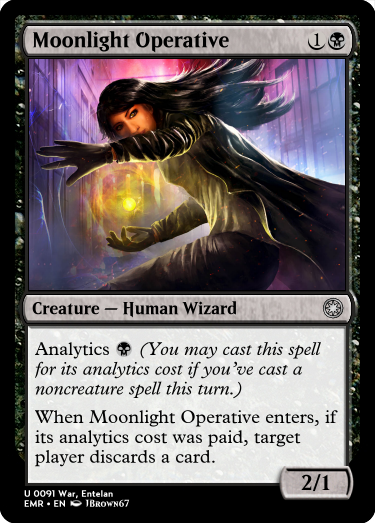 Moonlight Operative 1
Creature — Human Wizard
Analytics (You may cast this spell
for its analytics cost if you've cast a
noncreature spell this turn.)
When Moonlight Operative enters, if
its analytics cost was paid, target
player discards a card.
2/1
U 0091 War, Entelan
EMR • EN JBrown67